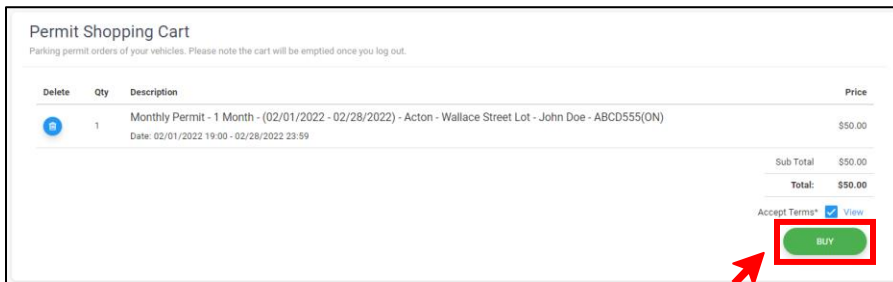 Permit Shopping Cart
Parking permit orders of your vehicles. Please note the cart will be emptied once you log out.
Delete Qty Description Price
1 Monthly Permit - 1 Month - (02/01/2022 - 02/28/2022) - Acton - Wallace Street Lot - John Doe - ABCD555(ON) $50.00
Date: 02/01/2022 19:00 - 02/28/2022 23:59
Sub Total $50.00
Total: $50.00
Accept Terms* View
BUY